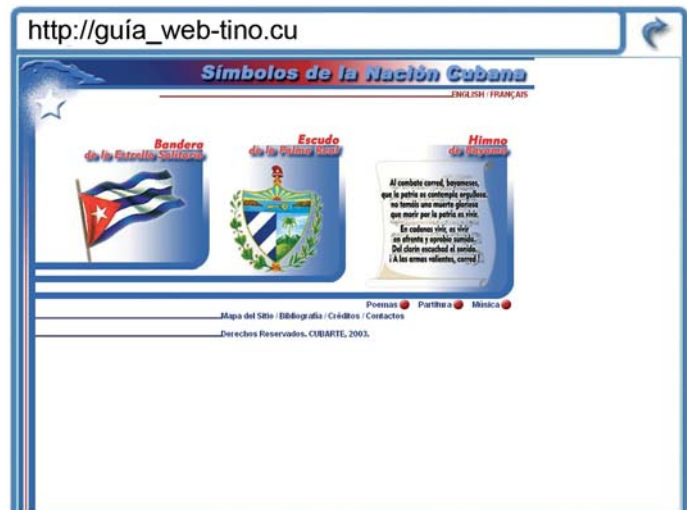 http://guía_web-tino.cu
Símbolos de la Nación Cubana
ENGLISH / FRANÇAIS
Bandera
de la Estrella Solitaria
Escudo
de la Palma Real
Himno
de Bayamo
Al combate corred, bayameses,
que la patria os contempla orgullosa.
no temáis una muerte gloriosa
que morir por la patria es vivir.
En cadenas vivir, es vivir
en afrenta y oprobio sumido.
Del clarín escuchad el sonido.
¡ A las armas valientes, corred !
Poemas
Partitura
Música
Mapa del Sitio / Bibliografía / Créditos / Contactos
Derechos Reservados. CUBARTE, 2003.